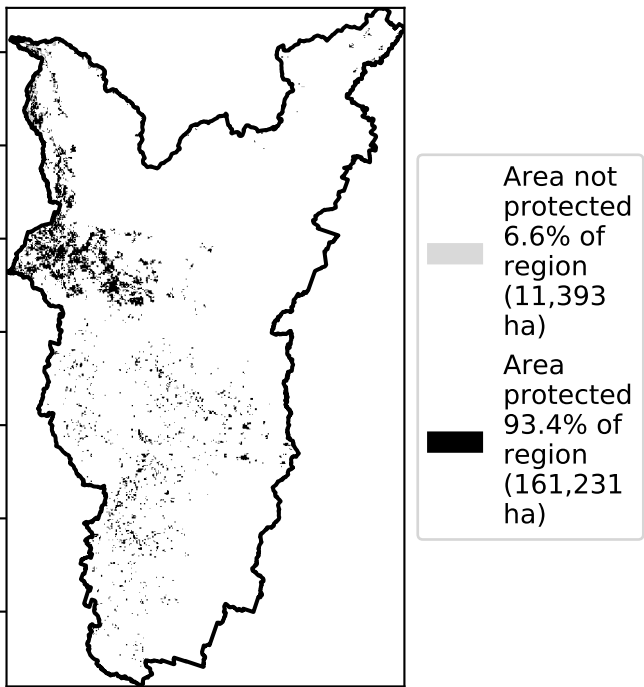 Area not
protected
6.6% of
region
(11,393
ha)
Area
protected
93.4% of
region
(161,231
ha)